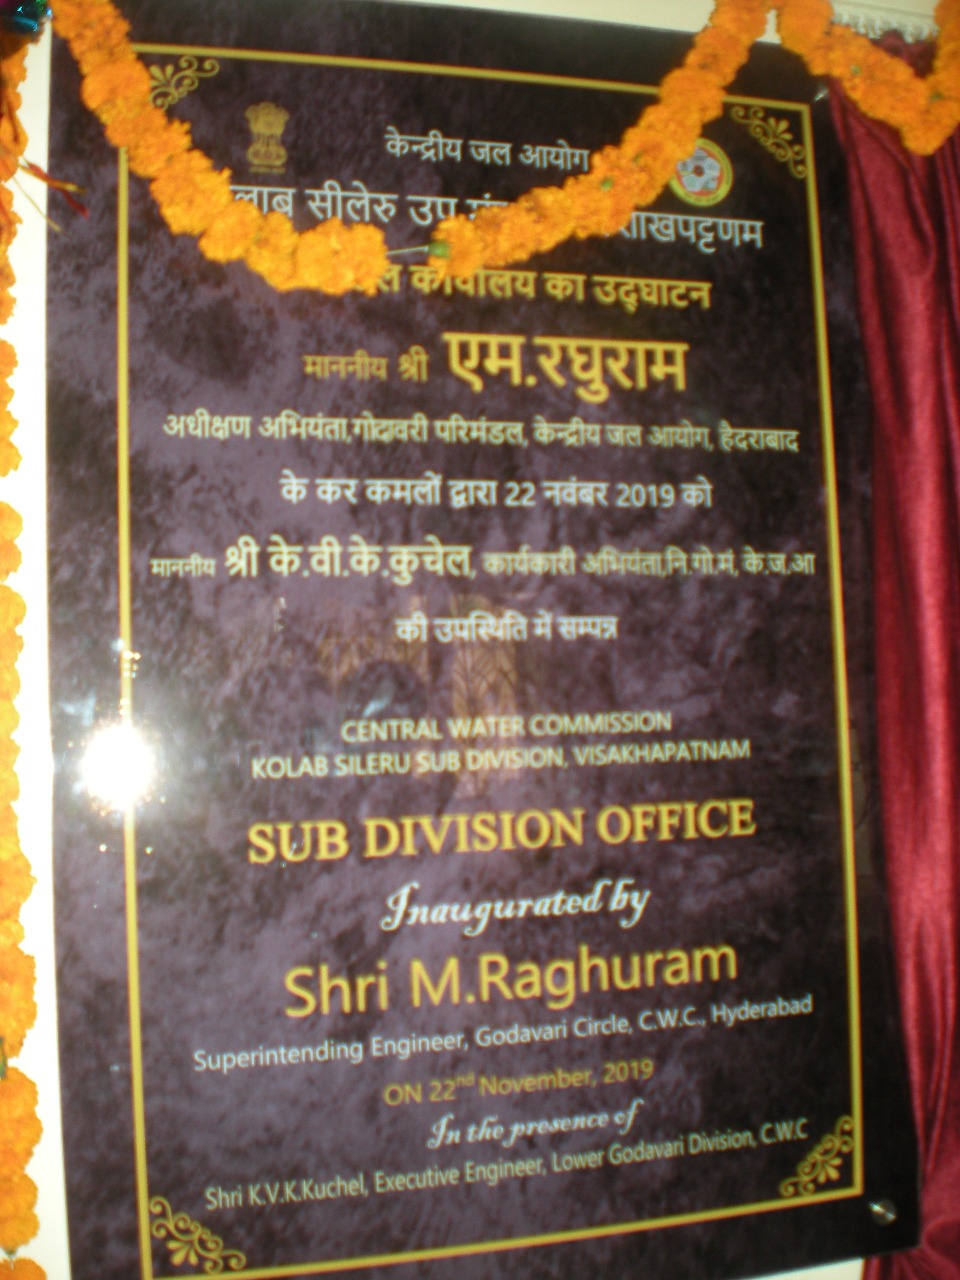 केन्द्रीय जल आयोग
सीलेरु उप
कार्यालय का उद्घाटन
माननीय श्री एम.रघुराम
अधीक्षण अभियंता,गोदावरी परिमंडल, केन्द्रीय जल आयोग, हैदराबाद
के कर कमलों द्वारा 22 नवंबर 2019 को
माननीय श्री के.वी.के.कुचेल, कार्यकारी अभियंता,नि.गो.मं, के.ज.आ
की उपस्थिति में सम्पन्न
CENTRAL WATER COMMISSION
KOLAB SILERU SUB DIVISION, VISAKHAPATNAM
SUB DIVISION OFFICE
Inaugurated by
Shri M.Raghuram
Superintending Engineer, Godavari Circle, C.W.C., Hyderabad
ON 22nd November, 2019
In the presence of
Shri K.V.K.Kuchel, Executive Engineer, Lower Godavari Division, C.W.C